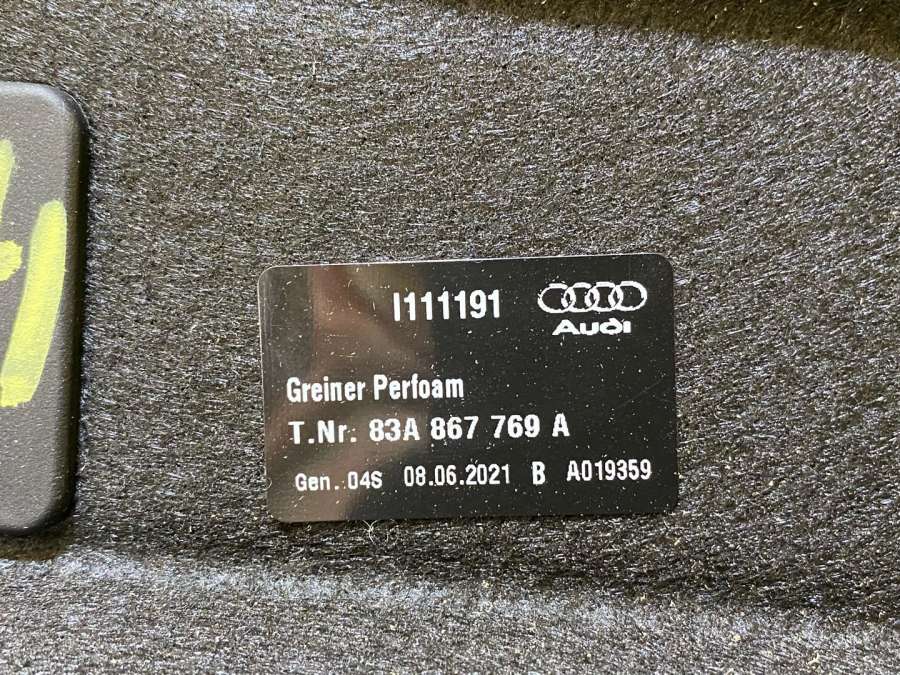 I111191
Audi
Greiner Perfoam
T.Nr. 83A 867 769 A
Gen. 04S 08.06.2021 B A019359